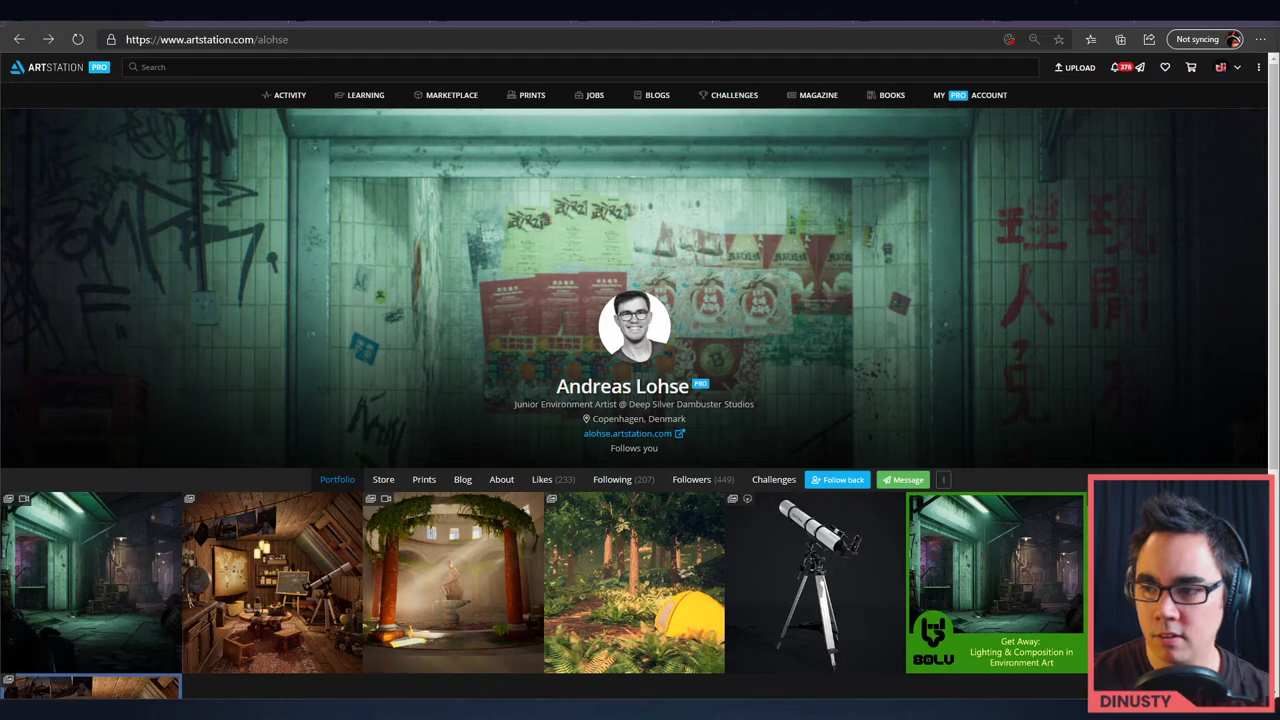 https://www.artstation.com/alohse
Not syncing
ARTSTATION PRO
Search
UPLOAD
376
ACTIVITY
LEARNING
MARKETPLACE
PRINTS
JOBS
BLOGS
CHALLENGES
MAGAZINE
BOOKS
MY PRO ACCOUNT
理
人
Andreas Lohse PRO
Junior Environment Artist @ Deep Silver Dambuster Studios
Copenhagen, Denmark
alohse.artstation.com
Follows you
Portfolio
Store
Prints
Blog
About
Likes (233)
Following (207)
Followers (449)
Challenges
Follow back
Message
80LV
Get Away:
Lighting & Composition in
Environment Art
DINUSTY